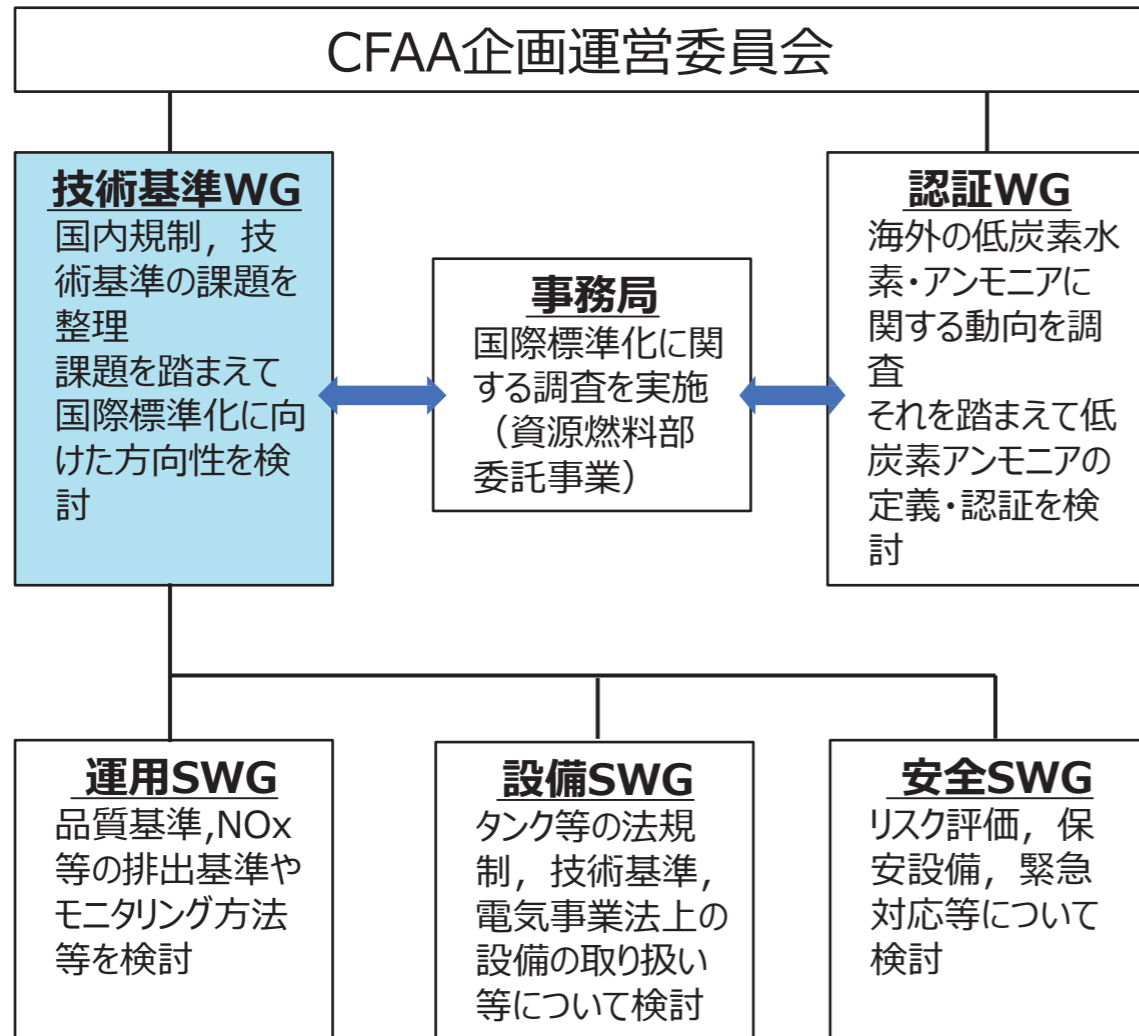 CFAA企画運営委員会
技術基準WG
国内規制，技
術基準の課題を
整理
課題を踏まえて
国際標準化に向
けた方向性を検
討
事務局
国際標準化に関
する調査を実施
（資源燃料部
委託事業）
認証WG
海外の低炭素水
素・アンモニアに
関する動向を調
査
それを踏まえて低
炭素アンモニアの
定義・認証を検
討
運用SWG
品質基準,NOx
等の排出基準や
モニタリング方法
等を検討
設備SWG
タンク等の法規
制，技術基準，
電気事業法上の
設備の取り扱い
等について検討
安全SWG
リスク評価，保
安設備，緊急
対応等について
検討